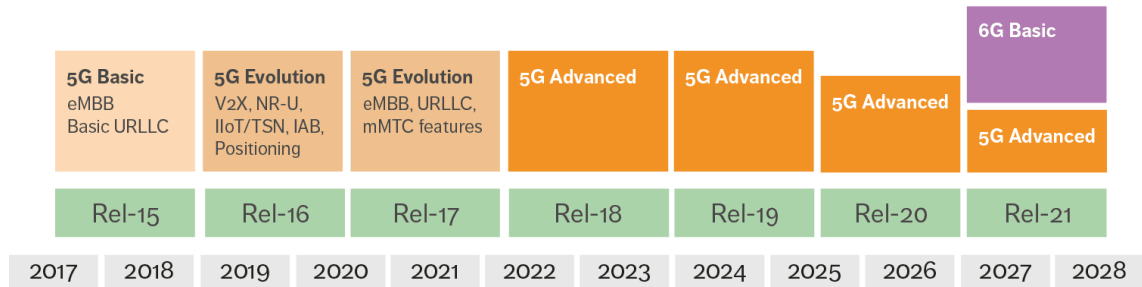 6G Basic
5G Basic
eMBB
Basic URLLC
5G Evolution
V2X, NR-U,
IIoT/TSN, IAB,
Positioning
5G Evolution
eMBB, URLLC,
mMTC features
5G Advanced
5G Advanced
5G Advanced
5G Advanced
Rel-15
Rel-16
Rel-17
Rel-18
Rel-19
Rel-20
Rel-21
2017
2018
2019
2020
2021
2022
2023
2024
2025
2026
2027
2028